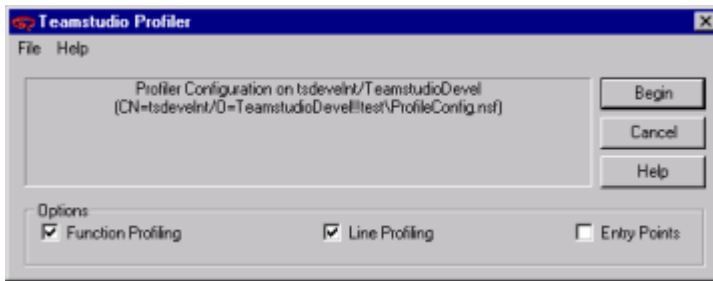 Teamstudio Profiler
File Help
Profiler Configuration on tsdevelnt/TeamstudioDevel
(CN=tsdevelnt/O=TeamstudioDevel!!test\ProfileConfig.nsf)
Begin
Cancel
Help
Options
Function Profiling Line Profiling Entry Points